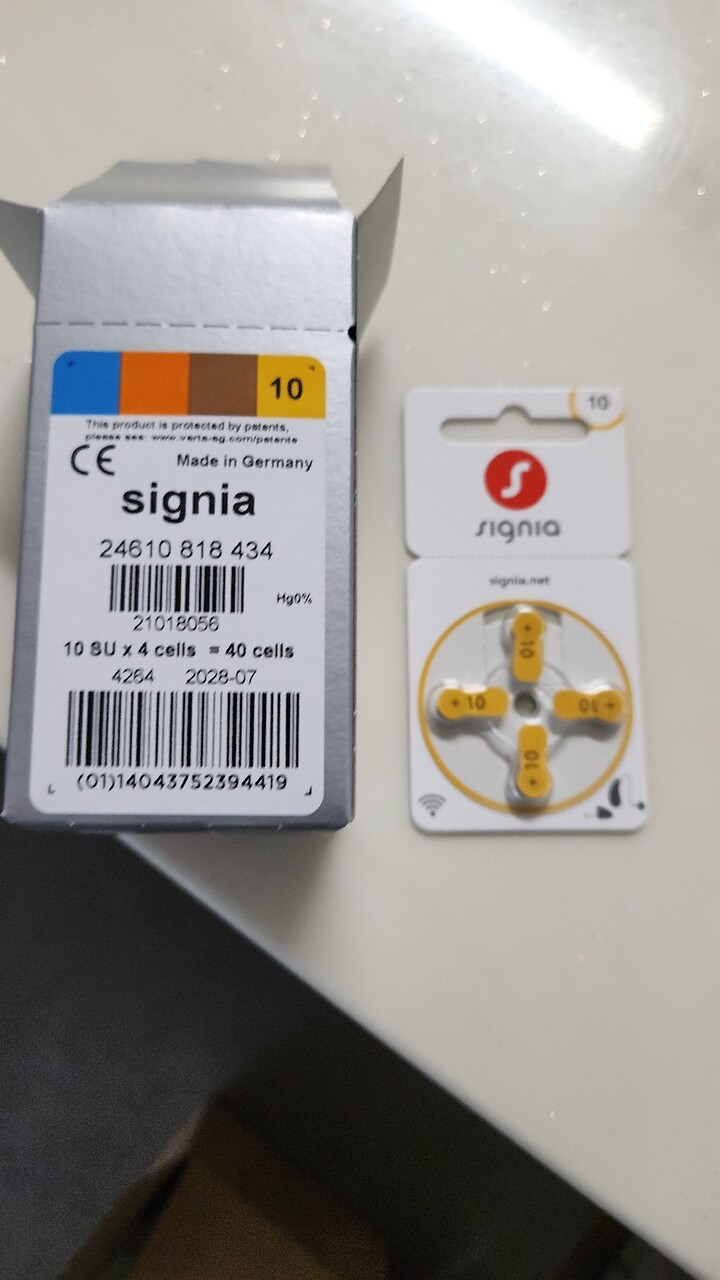 10
This product is protected by patents,
please see: www.varta-ag.com/patents
CE Made in Germany
signia
24610 818 434
Hg0%
21018056
10 SU x 4 cells = 40 cells
4264 2028-07
(01)14043752394419
10
signia
signia.net
+ 10
+ 10
10 +
10 +